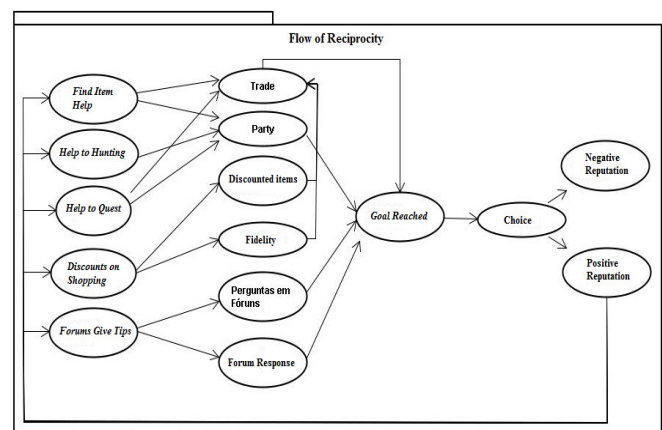 Flow of Reciprocity
Find Item
Help
Help to Hunting
Help to Quest
Discounts on
Shopping
Forums Give Tips
Trade
Party
Discounted items
Fidelity
Perguntas em
Fóruns
Forum Response
Goal Reached
Choice
Negative
Reputation
Positive
Reputation